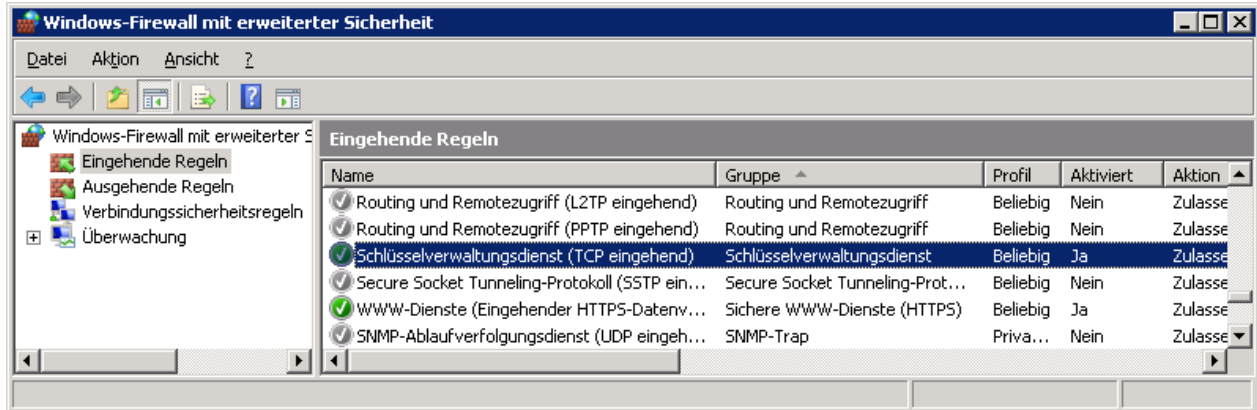 Windows-Firewall mit erweiterter Sicherheit
Datei Aktion Ansicht ?
Windows-Firewall mit erweiterter S
Eingehende Regeln
Ausgehende Regeln
Verbindungssicherheitsregeln
Überwachung
Eingehende Regeln
Name Gruppe Profil Aktiviert Aktion
Routing und Remotezugriff (L2TP eingehend) Routing und Remotezugriff Beliebig Nein Zulasse
Routing und Remotezugriff (PPTP eingehend) Routing und Remotezugriff Beliebig Nein Zulasse
Schlüsselverwaltungsdienst (TCP eingehend) Schlüsselverwaltungsdienst Beliebig Ja Zulasse
Secure Socket Tunneling-Protokoll (SSTP ein... Secure Socket Tunneling-Prot... Beliebig Nein Zulasse
WWW-Dienste (Eingehender HTTPS-Datenv... Sichere WWW-Dienste (HTTPS) Beliebig Ja Zulasse
SNMP-Ablaufverfolgungsdienst (UDP eingeh... SNMP-Trap Priva... Nein Zulasse